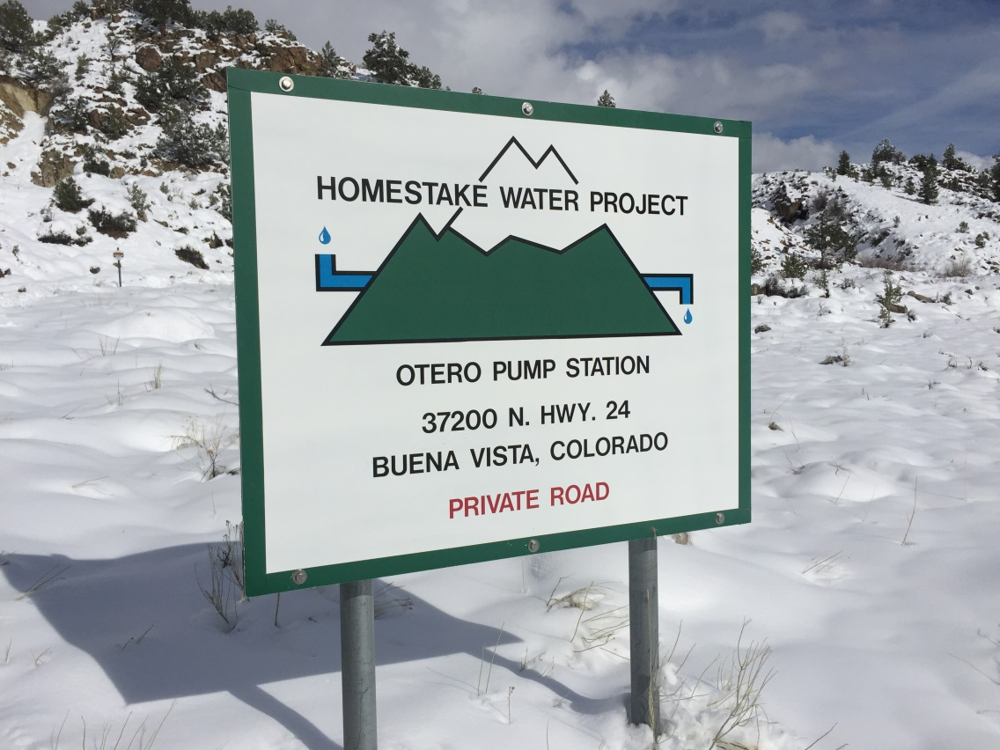 HOMESTAKE WATER PROJECT
OTERO PUMP STATION
37200 N. HWY. 24
BUENA VISTA, COLORADO
PRIVATE ROAD